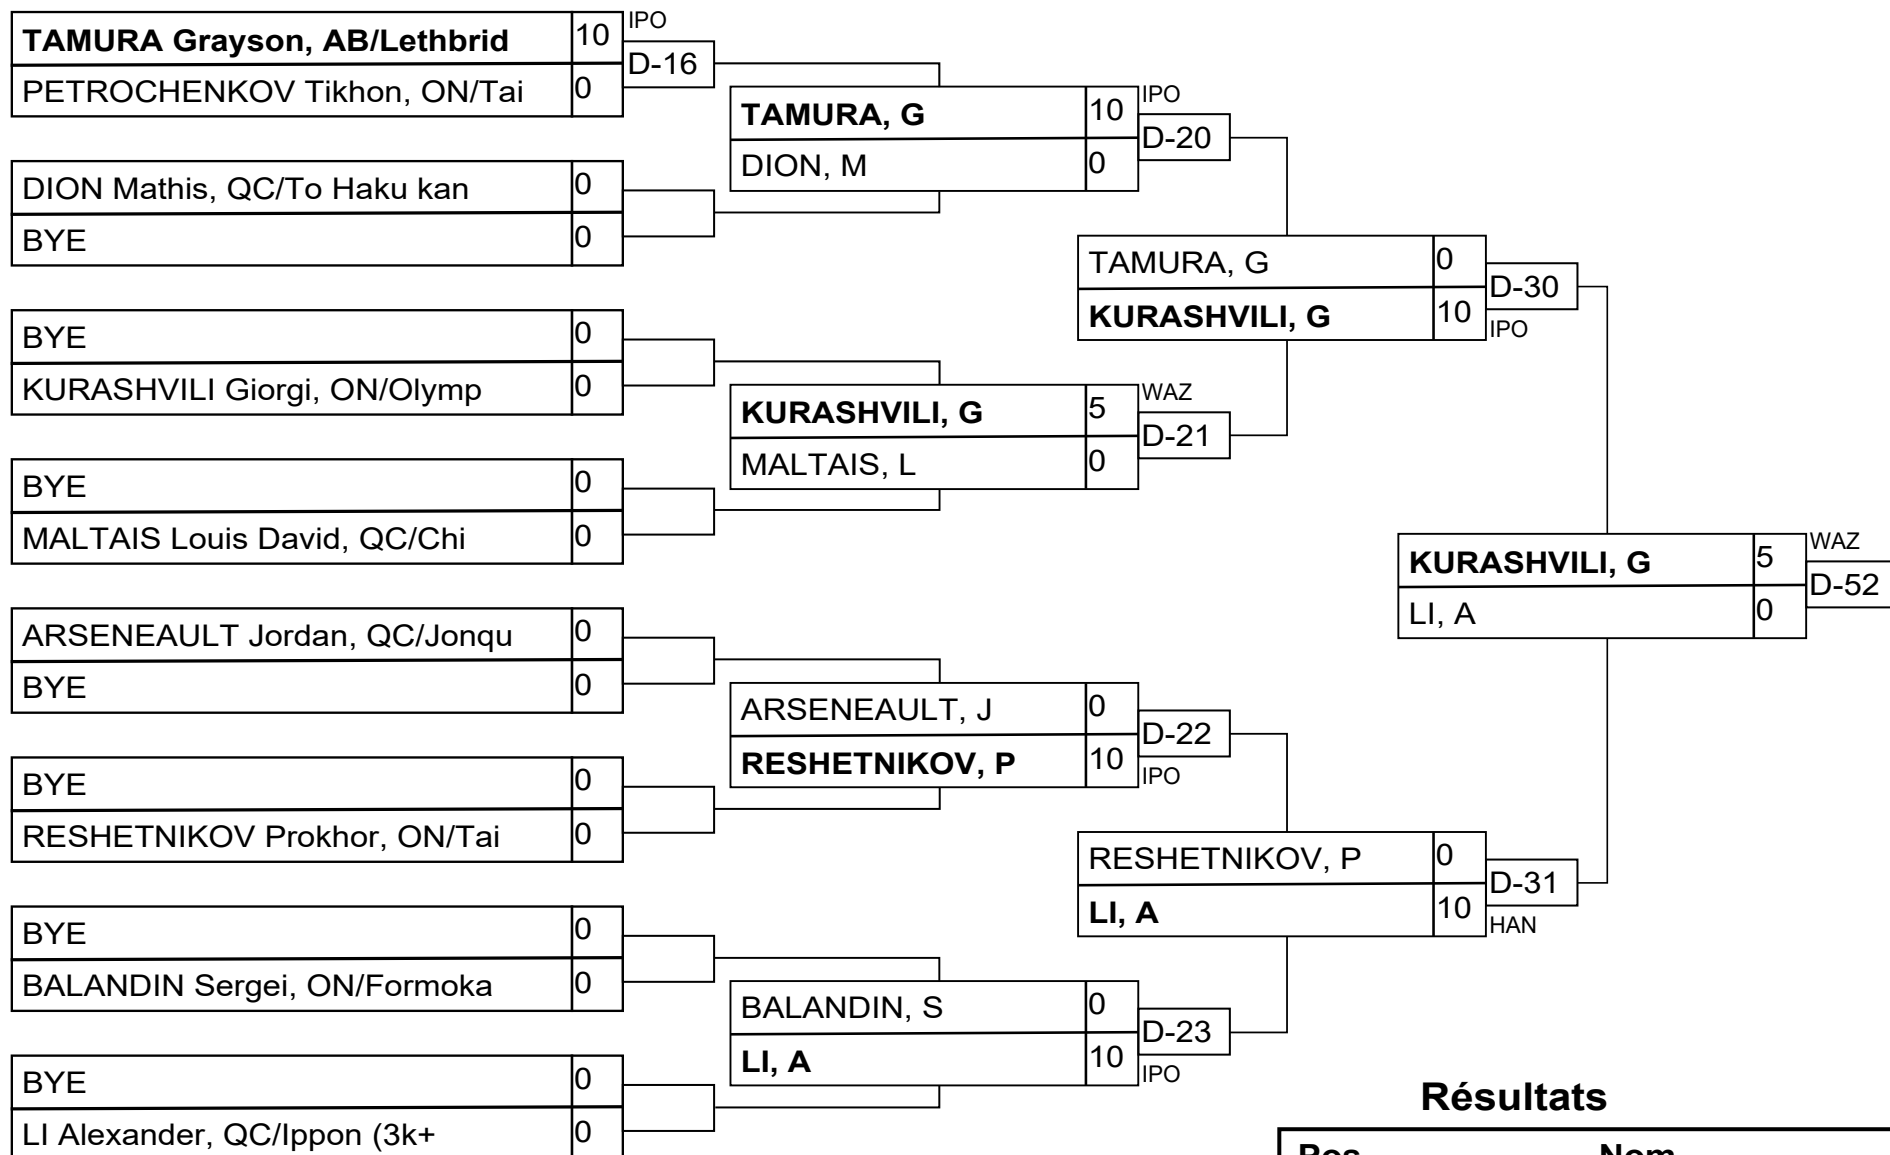 TAMURA Grayson, AB/Lethbrid 10 IPO
PETROCHENKOV Tikhon, ON/Tai 0
D-16
DION Mathis, QC/To Haku kan 0
BYE 0
BYE 0
KURASHVILI Giorgi, ON/Olymp 0
BYE 0
MALTAIS Louis David, QC/Chi 0
ARSENEAULT Jordan, QC/Jonqu 0
BYE 0
BYE 0
RESHETNIKOV Prokhor, ON/Tai 0
BYE 0
BALANDIN Sergei, ON/Formoka 0
BYE 0
LI Alexander, QC/Ippon (3k+ 0
TAMURA, G 10 IPO
DION, M 0
D-20
KURASHVILI, G 5 WAZ
MALTAIS, L 0
D-21
ARSENEAULT, J 0
D-22
RESHETNIKOV, P 10 IPO
BALANDIN, S 0
D-23
LI, A 10 IPO
TAMURA, G 0
D-30
KURASHVILI, G 10 IPO
RESHETNIKOV, P 0
D-31
LI, A 10 HAN
KURASHVILI, G 5 WAZ
D-52
LI, A 0
Résultats
Pos Nom